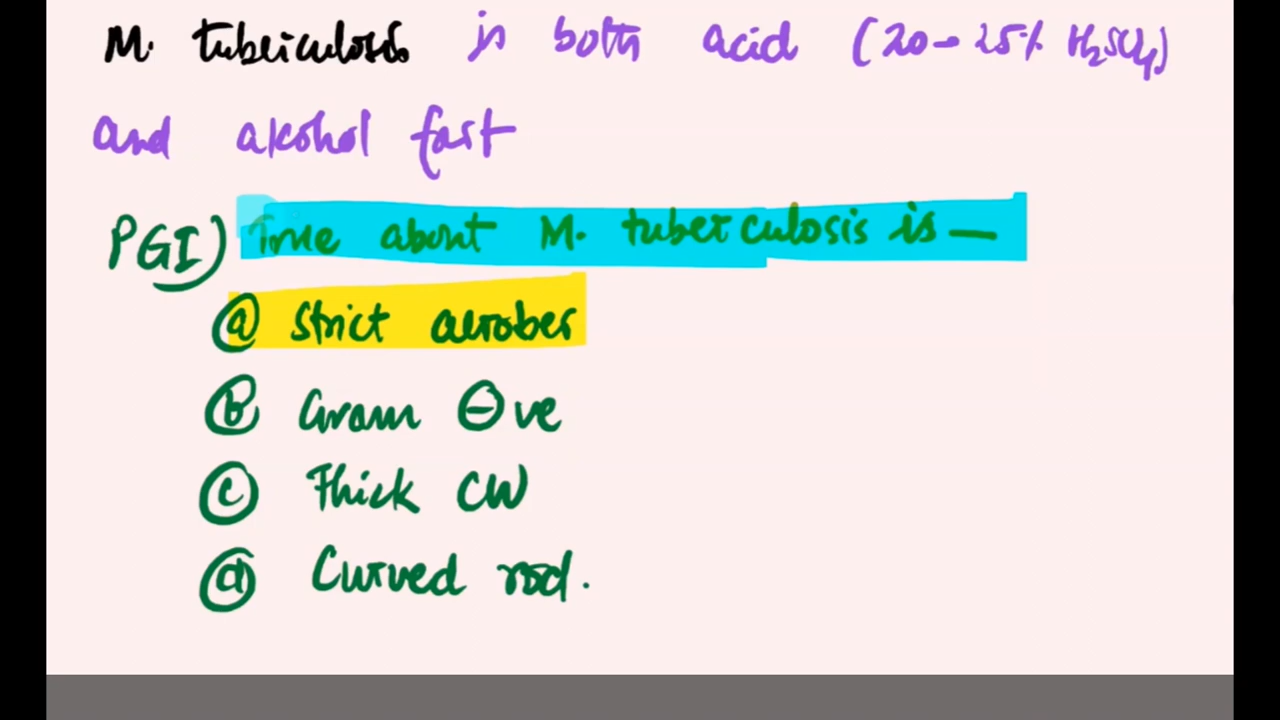 M. tuberculosis is both acid (20-25% H₂SO₄)
and alcohol fast
PGI) True about M. tuberculosis is —
ⓐ Strict aerobes
ⓑ Gram ⊖ve
ⓒ Thick CW
ⓓ Curved rod.